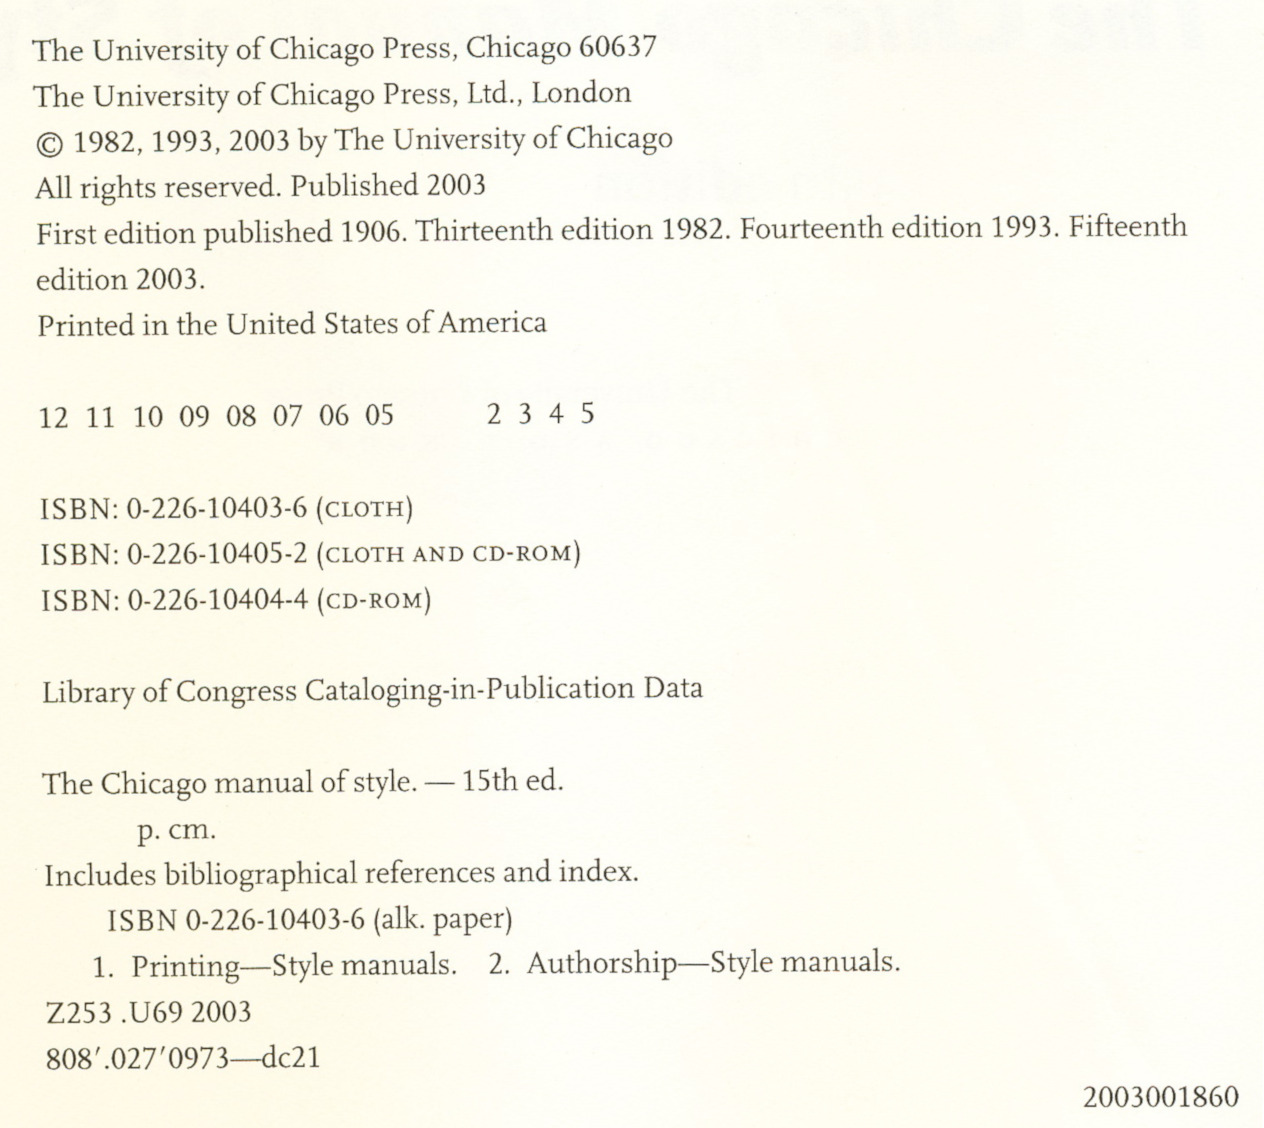 The University of Chicago Press, Chicago 60637
The University of Chicago Press, Ltd., London
© 1982, 1993, 2003 by The University of Chicago
All rights reserved. Published 2003
First edition published 1906. Thirteenth edition 1982. Fourteenth edition 1993. Fifteenth
edition 2003.
Printed in the United States of America
12 11 10 09 08 07 06 05 2 3 4 5
ISBN: 0-226-10403-6 (CLOTH)
ISBN: 0-226-10405-2 (CLOTH AND CD-ROM)
ISBN: 0-226-10404-4 (CD-ROM)
Library of Congress Cataloging-in-Publication Data
The Chicago manual of style. — 15th ed.
p. cm.
Includes bibliographical references and index.
ISBN 0-226-10403-6 (alk. paper)
1. Printing—Style manuals. 2. Authorship—Style manuals.
Z253 .U69 2003
808′.027′0973—dc21
2003001860